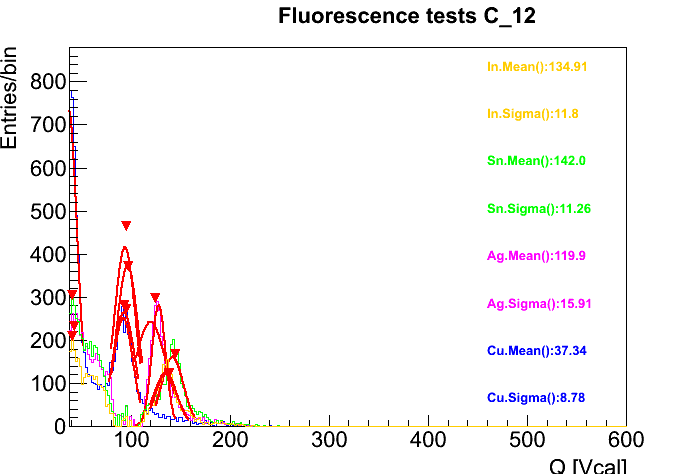 Fluorescence tests C_12
Entries/bin
800
700
600
500
400
300
200
100
0
In.Mean():134.91
In.Sigma():11.8
Sn.Mean():142.0
Sn.Sigma():11.26
Ag.Mean():119.9
Ag.Sigma():15.91
Cu.Mean():37.34
Cu.Sigma():8.78
100 200 300 400 500 600
Q [Vcal]